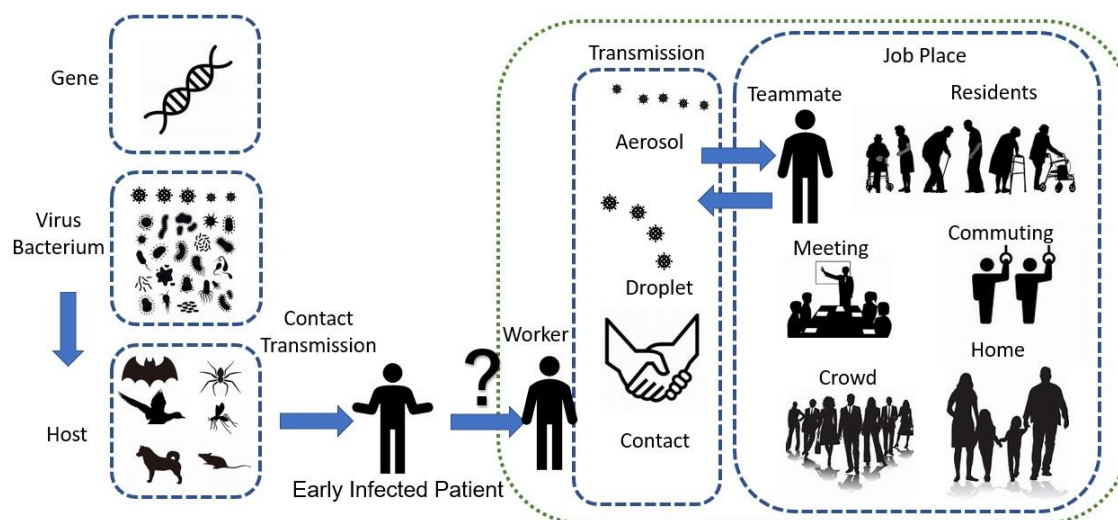 Gene
Virus
Bacterium
Host
Contact
Transmission
Early Infected Patient
?
Worker
Transmission
Aerosol
Droplet
Contact
Job Place
Teammate
Residents
Meeting
Commuting
Crowd
Home